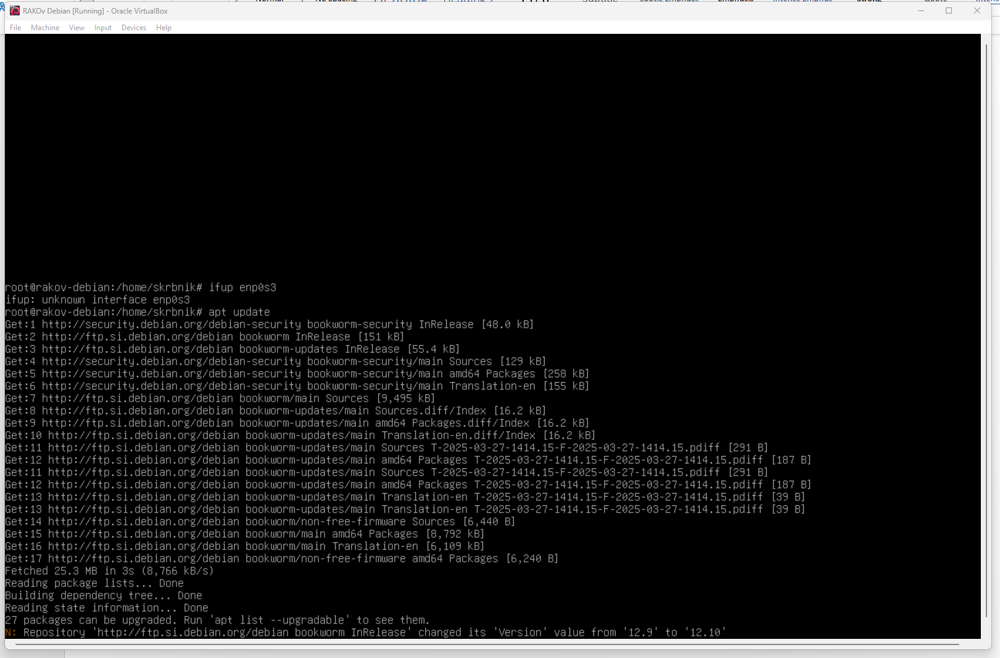 RAKOv Debian [Running] - Oracle VirtualBox
File Machine View Input Devices Help
root@rakov-debian:/home/skrbnik# ifup enp0s3
ifup: unknown interface enp0s3
root@rakov-debian:/home/skrbnik# apt update
Get:1 http://security.debian.org/debian-security bookworm-security InRelease [48.0 kB]
Get:2 http://ftp.si.debian.org/debian bookworm InRelease [151 kB]
Get:3 http://ftp.si.debian.org/debian bookworm-updates InRelease [55.4 kB]
Get:4 http://security.debian.org/debian-security bookworm-security/main Sources [129 kB]
Get:5 http://security.debian.org/debian-security bookworm-security/main amd64 Packages [258 kB]
Get:6 http://security.debian.org/debian-security bookworm-security/main Translation-en [155 kB]
Get:7 http://ftp.si.debian.org/debian bookworm/main Sources [9,495 kB]
Get:8 http://ftp.si.debian.org/debian bookworm-updates/main Sources.diff/Index [16.2 kB]
Get:9 http://ftp.si.debian.org/debian bookworm-updates/main amd64 Packages.diff/Index [16.2 kB]
Get:10 http://ftp.si.debian.org/debian bookworm-updates/main Translation-en.diff/Index [16.2 kB]
Get:11 http://ftp.si.debian.org/debian bookworm-updates/main Sources T-2025-03-27-1414.15-F-2025-03-27-1414.15.pdiff [291 B]
Get:12 http://ftp.si.debian.org/debian bookworm-updates/main amd64 Packages T-2025-03-27-1414.15-F-2025-03-27-1414.15.pdiff [187 B]
Get:11 http://ftp.si.debian.org/debian bookworm-updates/main Sources T-2025-03-27-1414.15-F-2025-03-27-1414.15.pdiff [291 B]
Get:12 http://ftp.si.debian.org/debian bookworm-updates/main amd64 Packages T-2025-03-27-1414.15-F-2025-03-27-1414.15.pdiff [187 B]
Get:13 http://ftp.si.debian.org/debian bookworm-updates/main Translation-en T-2025-03-27-1414.15-F-2025-03-27-1414.15.pdiff [39 B]
Get:13 http://ftp.si.debian.org/debian bookworm-updates/main Translation-en T-2025-03-27-1414.15-F-2025-03-27-1414.15.pdiff [39 B]
Get:14 http://ftp.si.debian.org/debian bookworm/non-free-firmware Sources [6,440 B]
Get:15 http://ftp.si.debian.org/debian bookworm/main amd64 Packages [8,792 kB]
Get:16 http://ftp.si.debian.org/debian bookworm/main Translation-en [6,109 kB]
Get:17 http://ftp.si.debian.org/debian bookworm/non-free-firmware amd64 Packages [6,240 B]
Fetched 25.3 MB in 3s (8,766 kB/s)
Reading package lists... Done
Building dependency tree... Done
Reading state information... Done
27 packages can be upgraded. Run 'apt list --upgradable' to see them.
N: Repository 'http://ftp.si.debian.org/debian bookworm InRelease' changed its 'Version' value from '12.9' to '12.10'